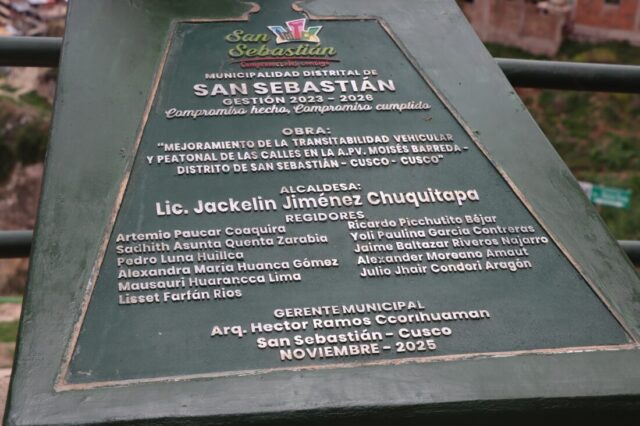 San
Sebastián
MUNICIPALIDAD DISTRITAL DE
SAN SEBASTIÁN
GESTIÓN 2023 - 2026
Compromiso hecho, Compromiso cumplido
OBRA:
"MEJORAMIENTO DE LA TRANSITABILIDAD VEHICULAR
Y PEATONAL DE LAS CALLES EN LA A.PV. MOISÉS BARREDA -
DISTRITO DE SAN SEBASTIÁN - CUSCO - CUSCO"
ALCALDESA:
Lic. Jackelin Jiménez Chuquitapa
REGIDORES
Artemio Paucar Coaquira
Sadhith Asunta Quenta Zarabia
Pedro Luna Huillca
Alexandra María Huanca Gómez
Mausauri Huarancca Lima
Lisset Farfán Rios
Ricardo Picchutito Béjar
Yoli Paulina García Contreras
Jaime Baltazar Riveros Najarro
Alexander Moreano Amaut
Julio Jhair Condori Aragón
GERENTE MUNICIPAL
Arq. Hector Ramos Ccorihuaman
San Sebastián - Cusco
NOVIEMBRE - 2025